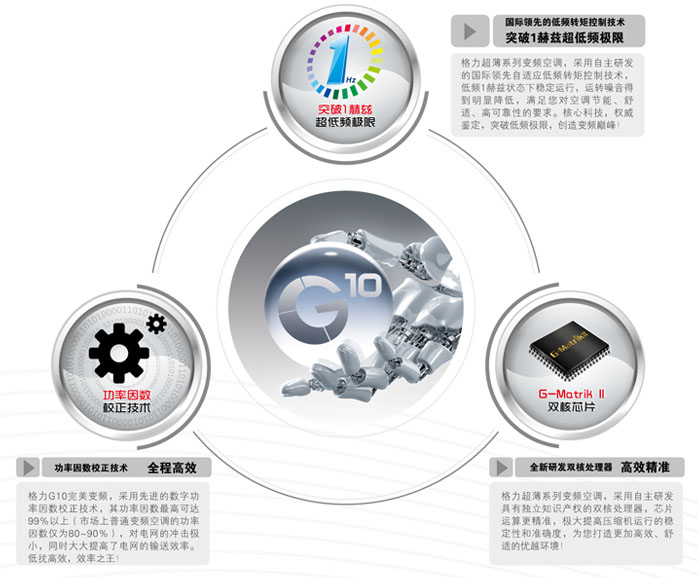 1
Hz
突破1赫兹
超低频极限
国际领先的低频转矩控制技术
突破1赫兹超低频极限
格力超薄系列变频空调，采用自主研发
的国际领先自适应低频转矩控制技术，
低频1赫兹状态下稳定运行，运转噪音得
到明显降低，满足您对空调节能、舒
适、高可靠性的要求。核心科技，权威
鉴定，突破低频极限，创造变频巅峰！
G10
功率因数
校正技术
功率因数校正技术 全程高效
格力G10完美变频，采用先进的数字功
率因数校正技术，其功率因数最高可达
99%以上（市场上普通变频空调的功率
因数仅为80~90%），对电网的冲击极
小，同时大大提高了电网的输送效率。
低扰高效，效率之王！
G-MatrikⅡ
G-Matrik Ⅱ
双核芯片
全新研发双核处理器 高效精准
格力超薄系列变频空调，采用自主研发
具有独立知识产权的双核处理器，芯片
运算更精准，极大提高压缩机运行的稳
定性和准确度，为您打造更加高效、舒
适的优越环境！